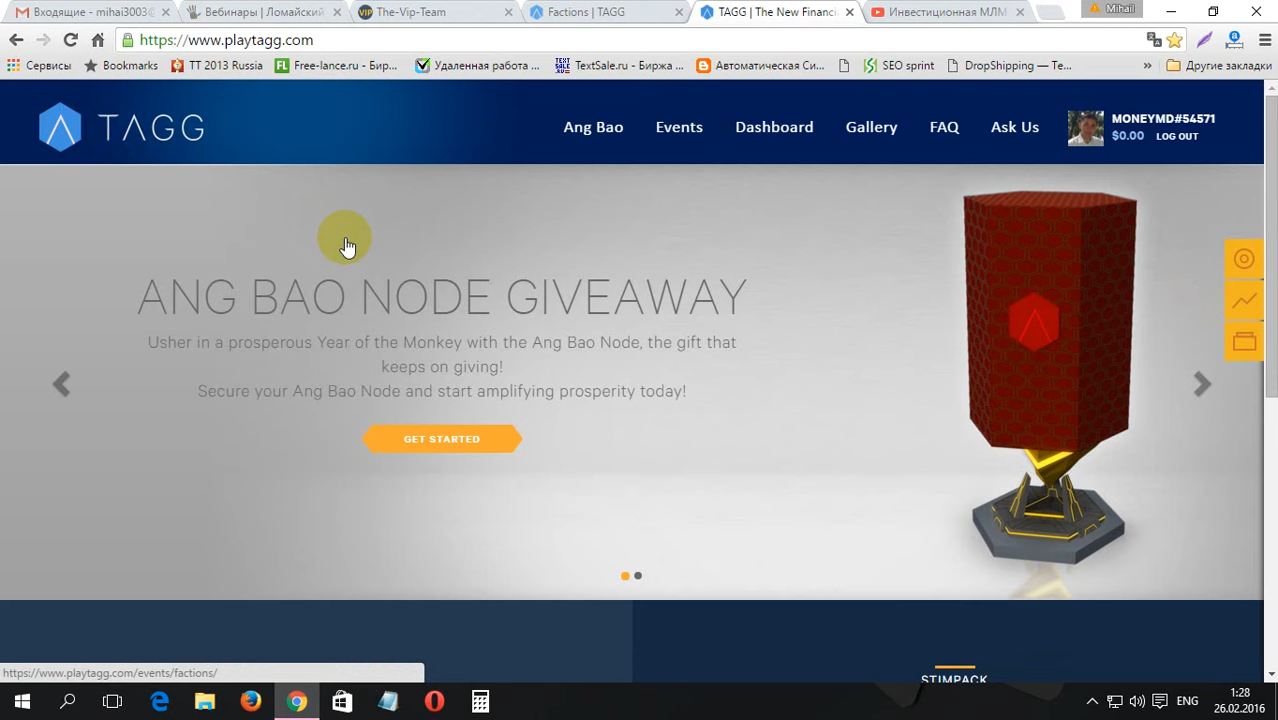 Входящие - mihai3003@
Вебинары | Ломайский
The-Vip-Team
Factions | TAGG
TAGG | The New Financi
Инвестиционная МЛМ
Mihail
https://www.playtagg.com
Сервисы
Bookmarks
TT 2013 Russia
Free-lance.ru - Бир...
Удаленная работа ...
TextSale.ru - Биржа ...
Автоматическая Си...
SEO sprint
DropShipping — Те...
»
Другие закладки
TAGG
Ang Bao
Events
Dashboard
Gallery
FAQ
Ask Us
MONEYMD#54571
$0.00 LOG OUT
ANG BAO NODE GIVEAWAY
Usher in a prosperous Year of the Monkey with the Ang Bao Node, the gift that
keeps on giving!
Secure your Ang Bao Node and start amplifying prosperity today!
GET STARTED
STIMPACK
https://www.playtagg.com/events/factions/
ENG
1:28
26.02.2016